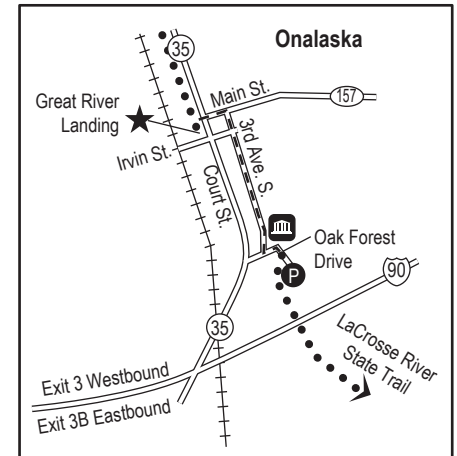 Onalaska
35
157
Main St.
Great River
Landing
Irvin St.
3rd Ave. S.
Court St.
Oak Forest
Drive
P
90
35
LaCrosse River
State Trail
Exit 3 Westbound
Exit 3B Eastbound